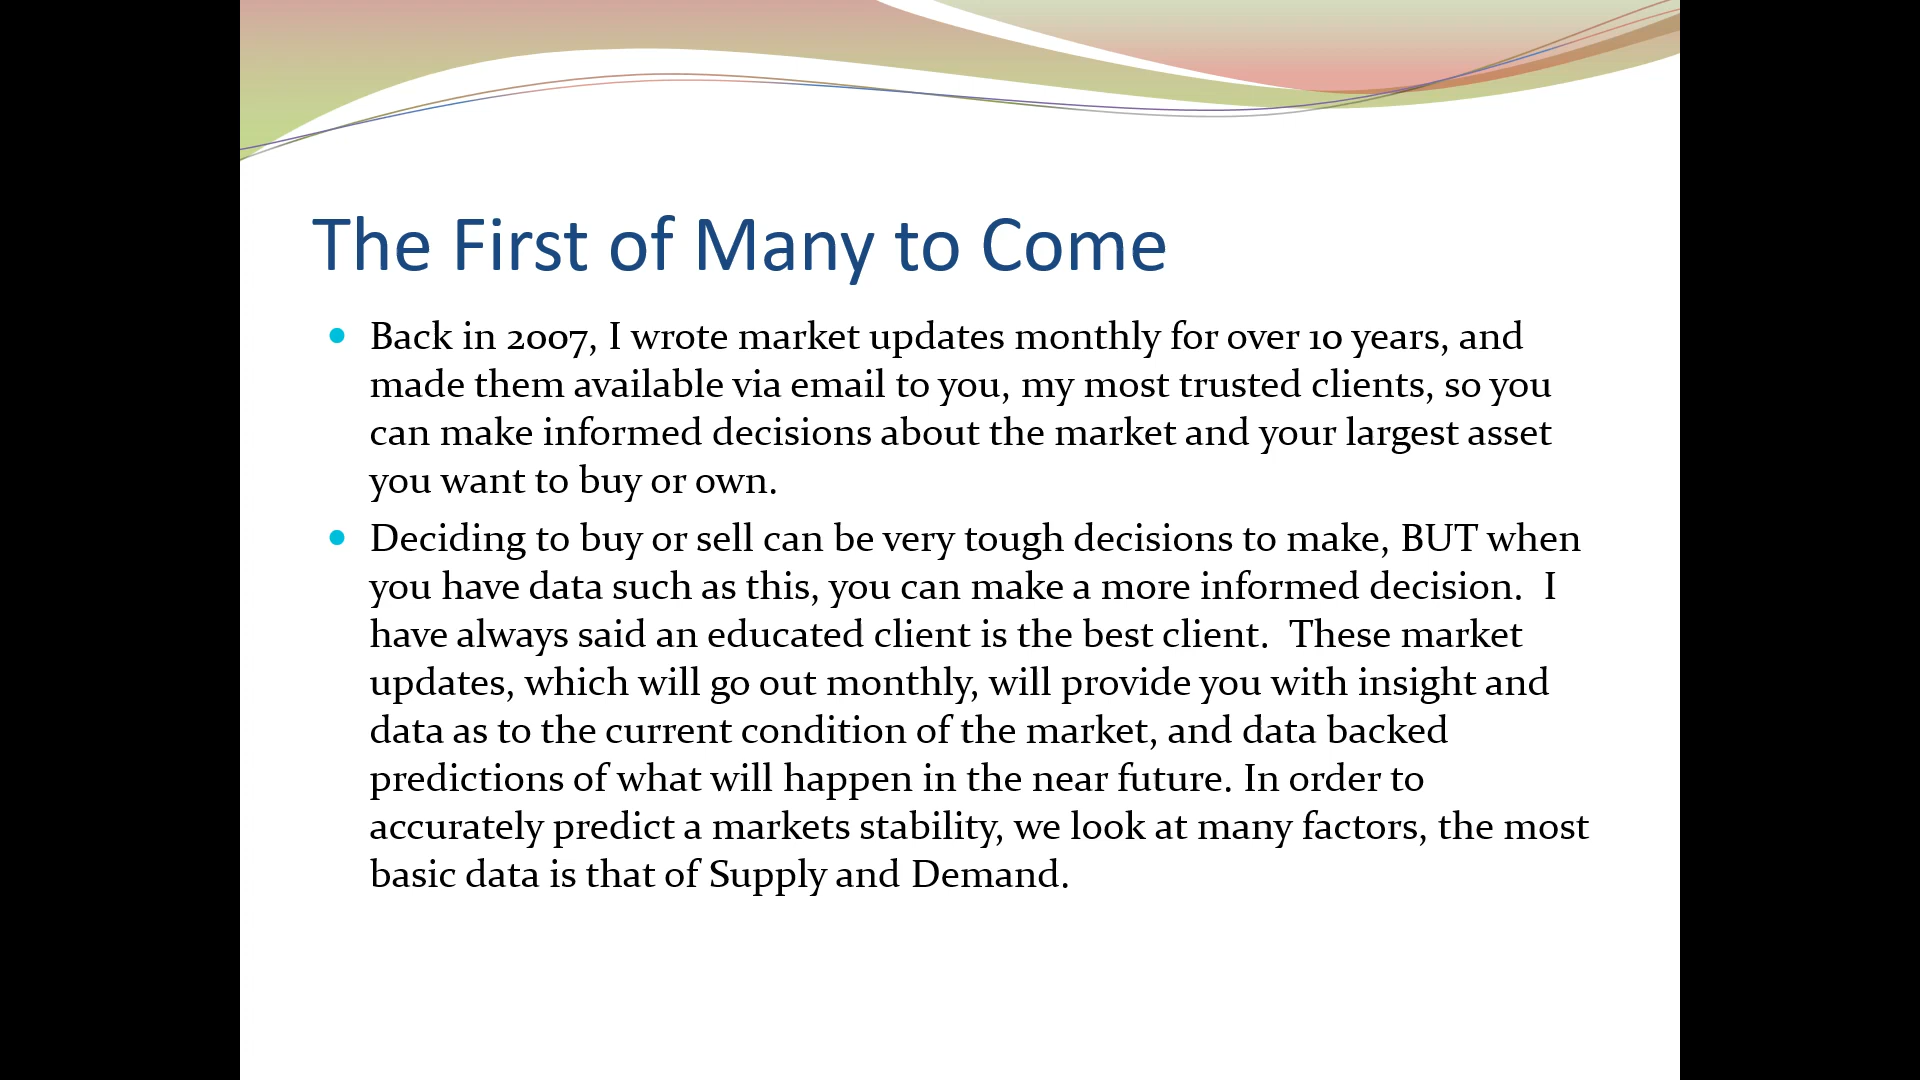 The First of Many to Come
Back in 2007, I wrote market updates monthly for over 10 years, and
made them available via email to you, my most trusted clients, so you
can make informed decisions about the market and your largest asset
you want to buy or own.
Deciding to buy or sell can be very tough decisions to make, BUT when
you have data such as this, you can make a more informed decision.  I
have always said an educated client is the best client.  These market
updates, which will go out monthly, will provide you with insight and
data as to the current condition of the market, and data backed
predictions of what will happen in the near future. In order to
accurately predict a markets stability, we look at many factors, the most
basic data is that of Supply and Demand.